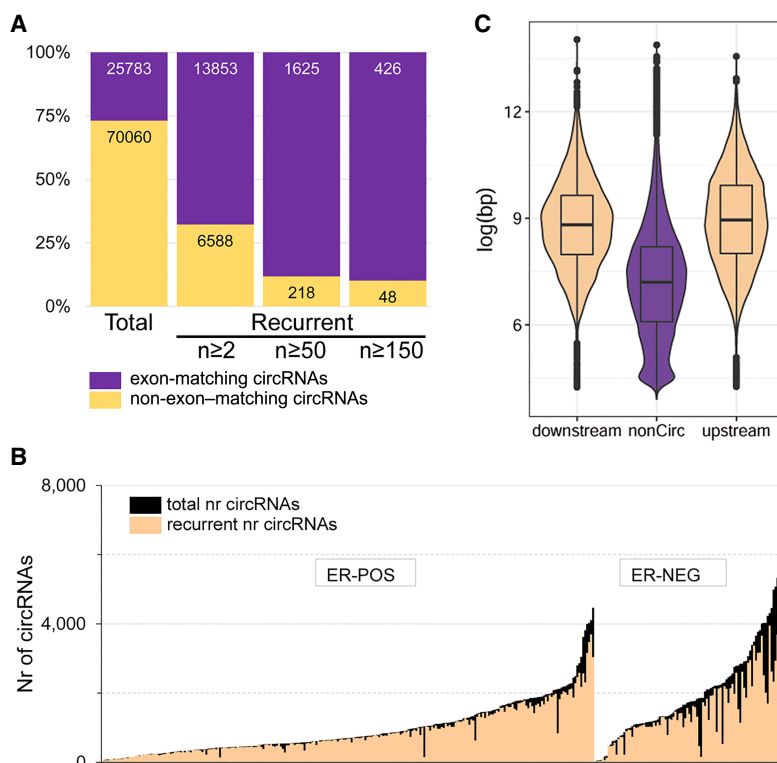 A
100%
75%
50%
25%
0%
25783 13853 1625 426
70060
6588
218 48
Total Recurrent
n≥2 n≥50 n≥150
exon-matching circRNAs
non-exon–matching circRNAs
C
log(bp)
12
9
6
downstream nonCirc upstream
B
Nr of circRNAs
8,000
4,000
0
total nr circRNAs
recurrent nr circRNAs
ER-POS ER-NEG